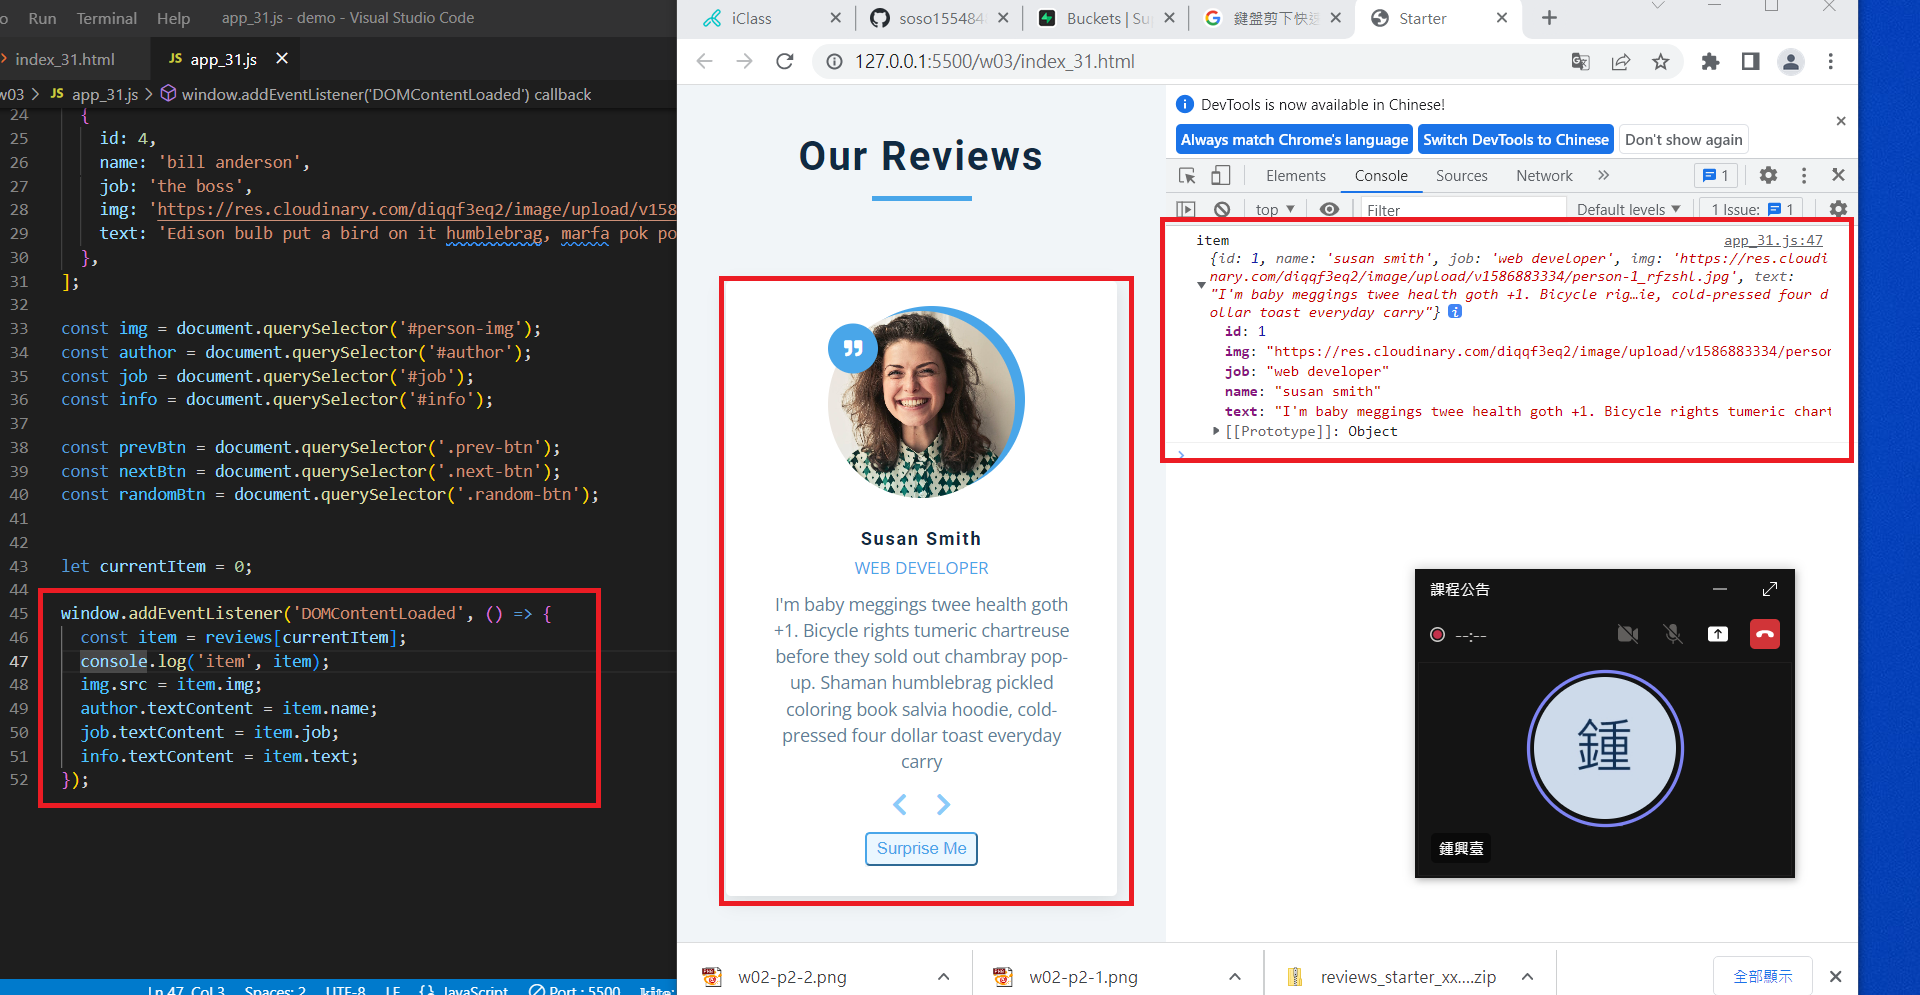 Run Terminal Help app_31.js - demo - Visual Studio Code
index_31.html JS app_31.js
w03 > JS app_31.js > window.addEventListener('DOMContentLoaded') callback
24 {
25 id: 4,
26 name: 'bill anderson',
27 job: 'the boss',
28 img: 'https://res.cloudinary.com/diqqf3eq2/image/upload/v158
29 text: 'Edison bulb put a bird on it humblebrag, marfa pok po
30 },
31 ];
32
33 const img = document.querySelector('#person-img');
34 const author = document.querySelector('#author');
35 const job = document.querySelector('#job');
36 const info = document.querySelector('#info');
37
38 const prevBtn = document.querySelector('.prev-btn');
39 const nextBtn = document.querySelector('.next-btn');
40 const randomBtn = document.querySelector('.random-btn');
41
42
43 let currentItem = 0;
44
45 window.addEventListener('DOMContentLoaded', () => {
46 const item = reviews[currentItem];
47 console.log('item', item);
48 img.src = item.img;
49 author.textContent = item.name;
50 job.textContent = item.job;
51 info.textContent = item.text;
52 });
Ln 47, Col 3 Spaces: 2 UTF-8 LF {} JavaScript Port : 5500 kite:
iClass soso155484 Buckets | Su 鍵盤剪下快速 Starter
127.0.0.1:5500/w03/index_31.html
Our Reviews
Susan Smith
WEB DEVELOPER
I'm baby meggings twee health goth
+1. Bicycle rights tumeric chartreuse
before they sold out chambray pop-
up. Shaman humblebrag pickled
coloring book salvia hoodie, cold-
pressed four dollar toast everyday
carry
Surprise Me
DevTools is now available in Chinese!
Always match Chrome's language Switch DevTools to Chinese Don't show again
Elements Console Sources Network 1
top Filter Default levels 1 Issue: 1
item app_31.js:47
{id: 1, name: 'susan smith', job: 'web developer', img: 'https://res.cloudi
nary.com/diqqf3eq2/image/upload/v1586883334/person-1_rfzshl.jpg', text:
"I'm baby meggings twee health goth +1. Bicycle rig…ie, cold-pressed four d
ollar toast everyday carry"}
id: 1
img: "https://res.cloudinary.com/diqqf3eq2/image/upload/v1586883334/person
job: "web developer"
name: "susan smith"
text: "I'm baby meggings twee health goth +1. Bicycle rights tumeric chart
[[Prototype]]: Object
課程公告
--:--
鍾
鍾興臺
w02-p2-2.png w02-p2-1.png reviews_starter_xx....zip 全部顯示